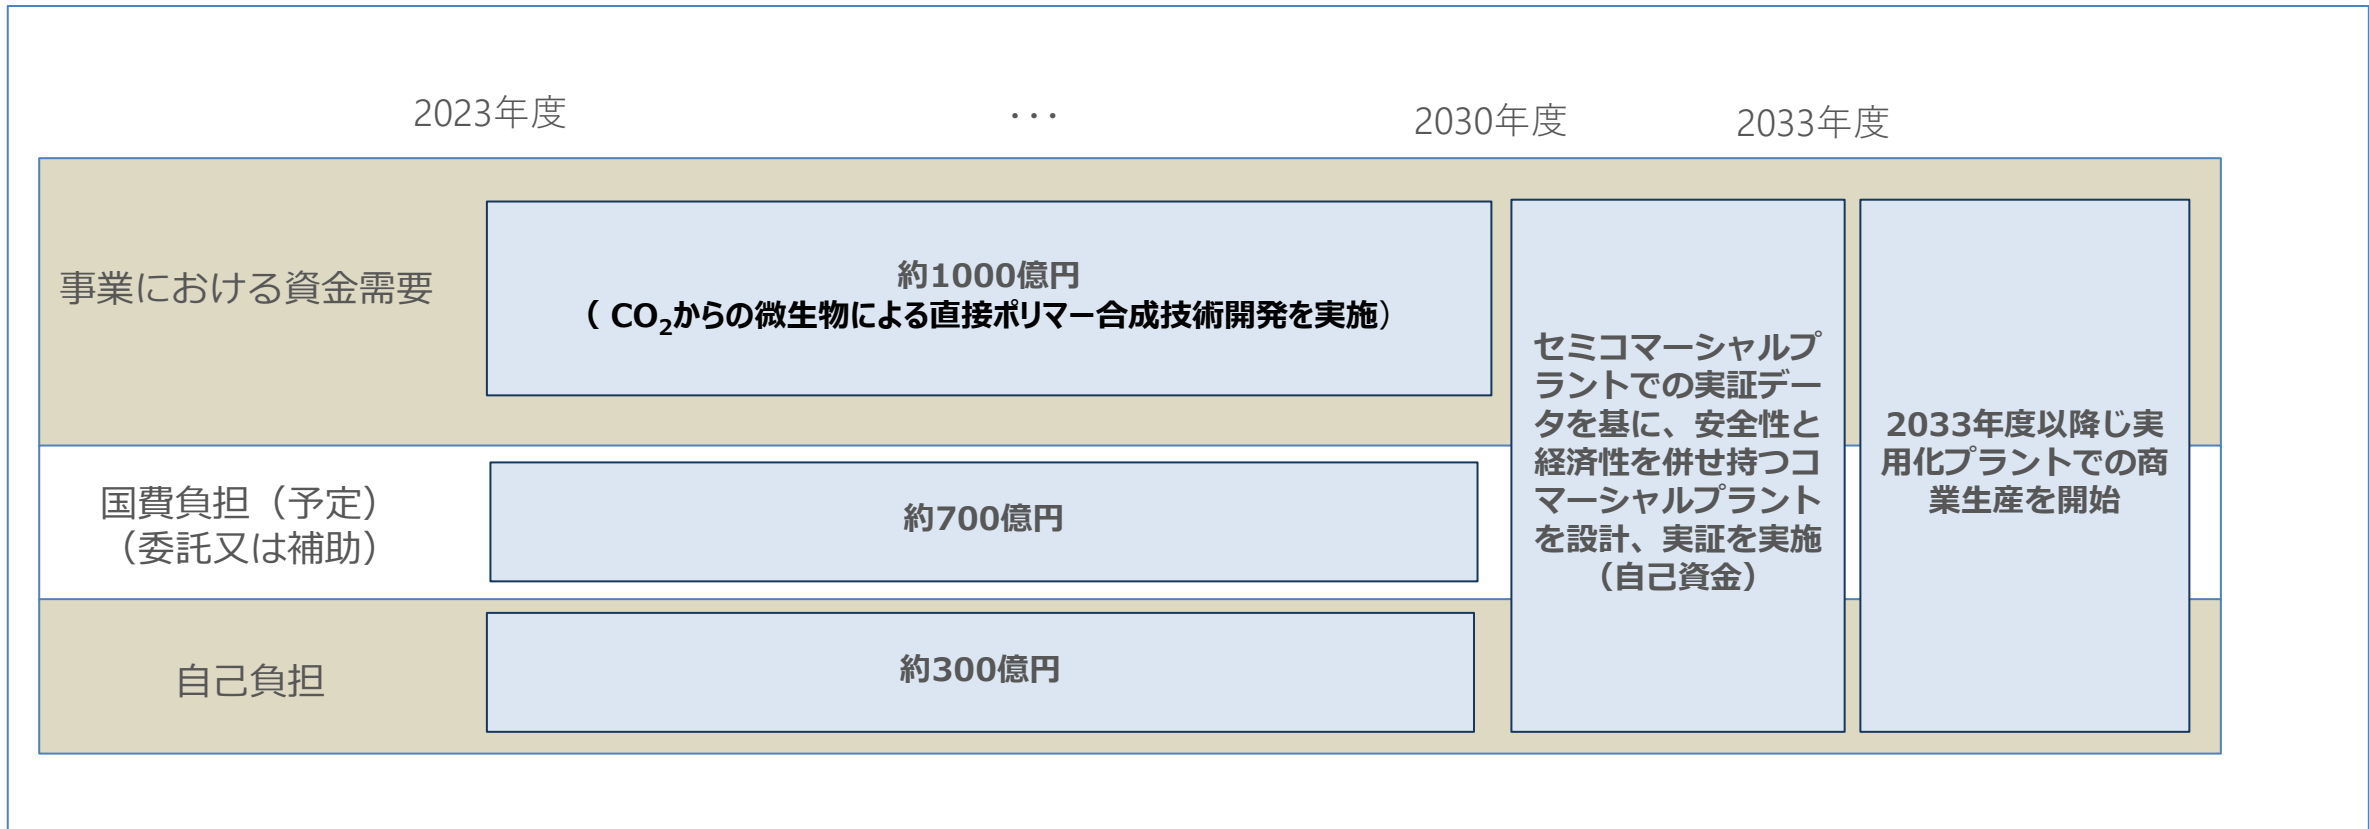 2023年度
・・・
2030年度
2033年度
事業における資金需要
約1000億円
（ CO₂からの微生物による直接ポリマー合成技術開発を実施）
国費負担（予定）
（委託又は補助）
約700億円
自己負担
約300億円
セミコマーシャルプ
ラントでの実証デー
タを基に、安全性と
経済性を併せ持つコ
マーシャルプラント
を設計、実証を実施
（自己資金）
2033年度以降じ実
用化プラントでの商
業生産を開始